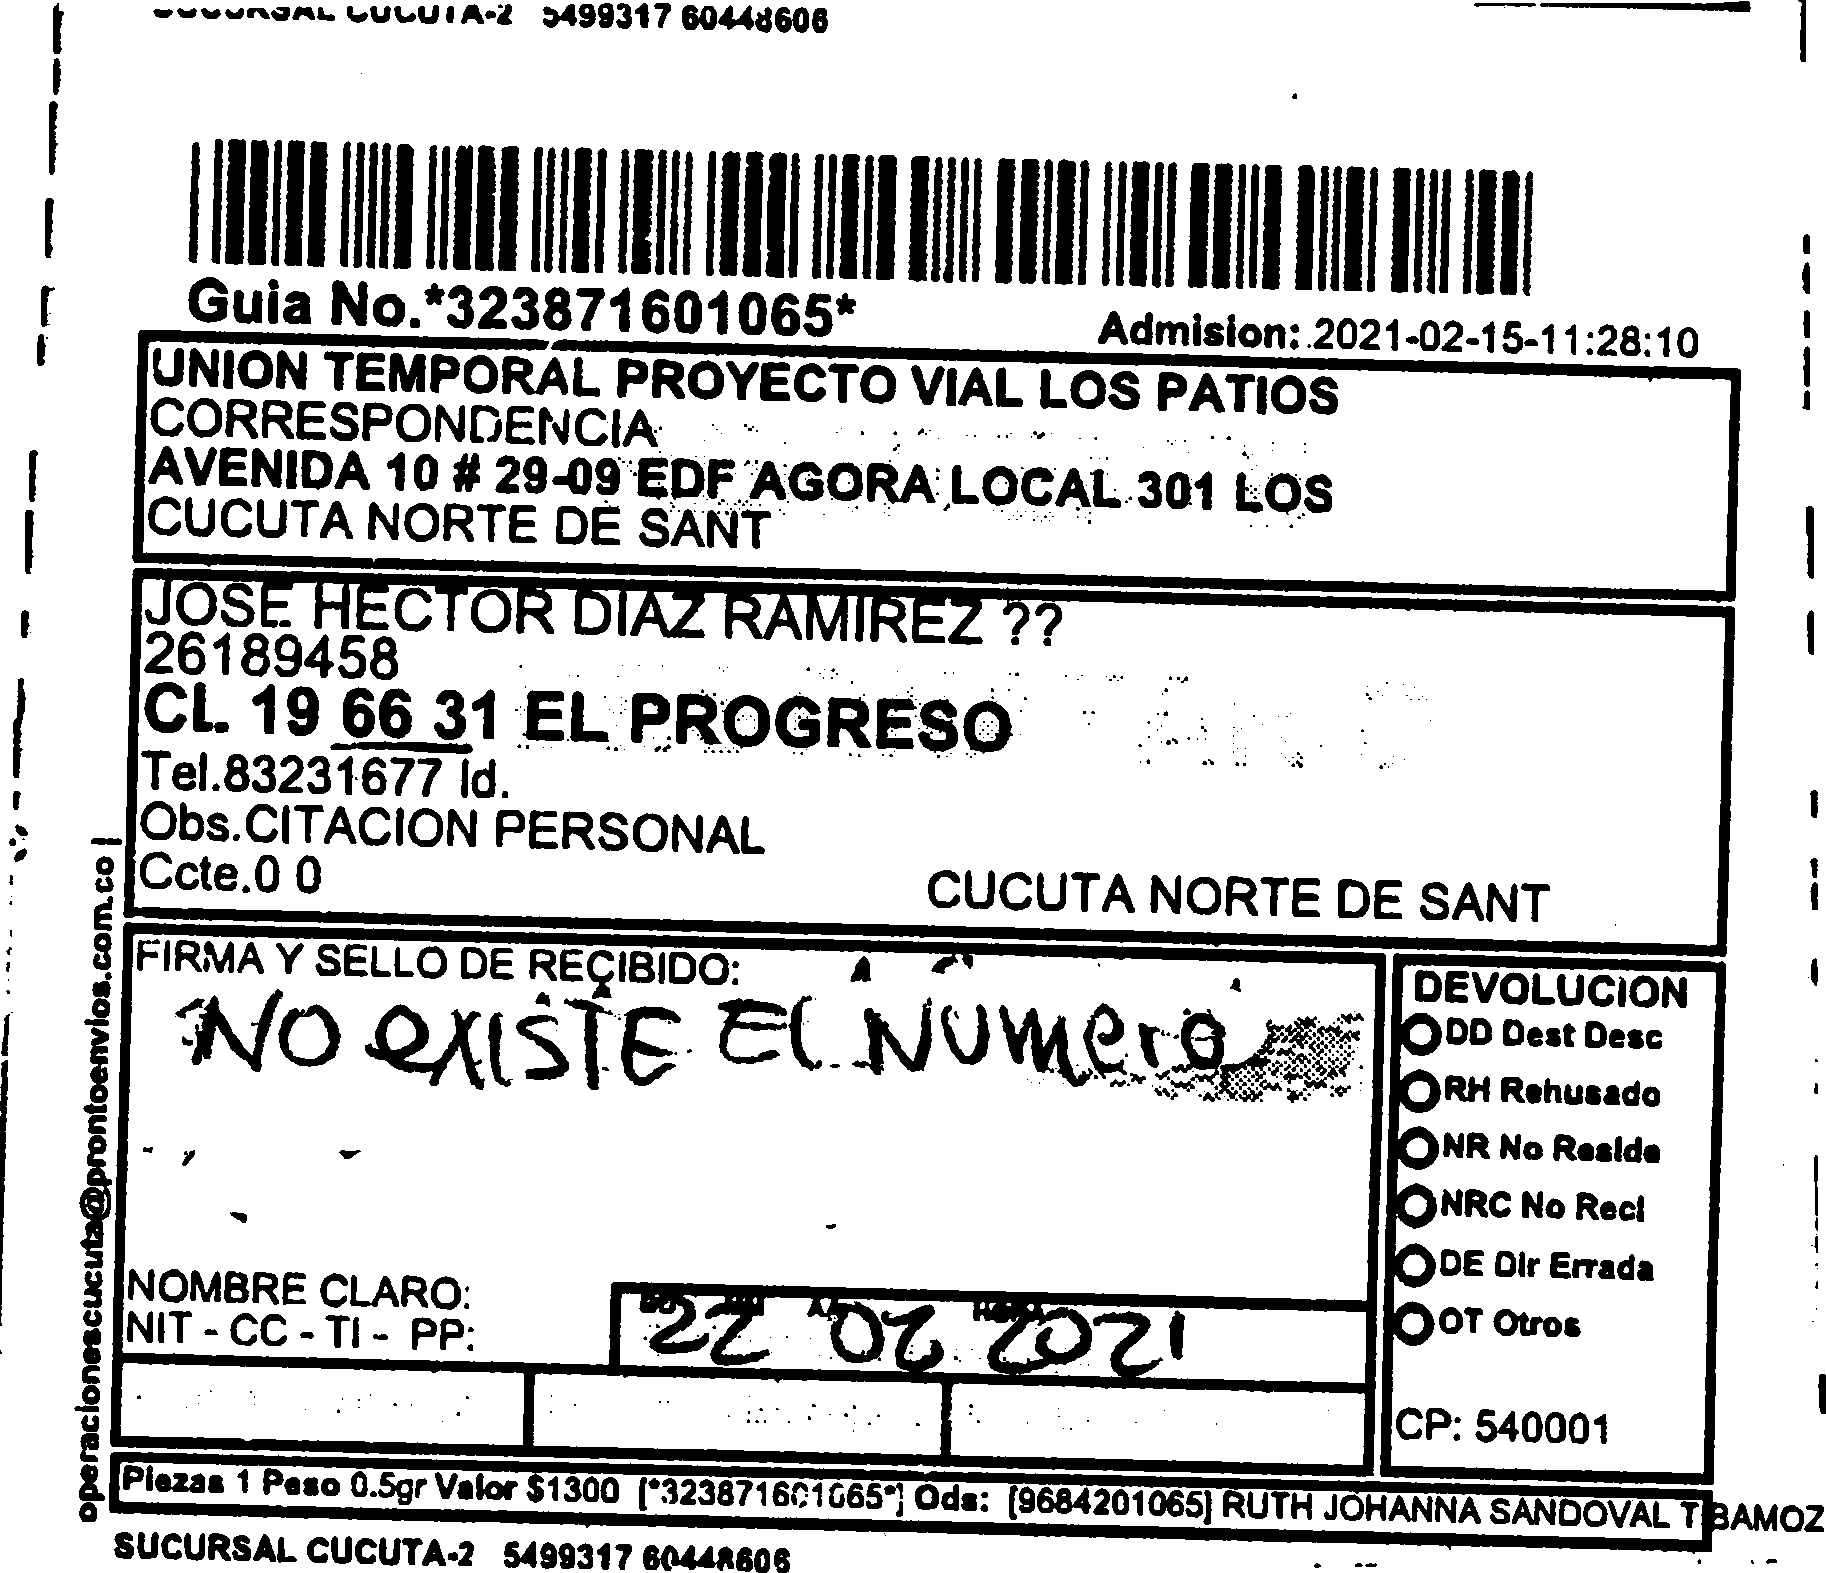 SUCURSAL CUCUTA-2 5499317 60448606
Guia No.*323871601065*
Admision: 2021-02-15-11:28:10
UNION TEMPORAL PROYECTO VIAL LOS PATIOS
CORRESPONDENCIA
AVENIDA 10 # 29-09 EDF AGORA LOCAL 301 LOS
CUCUTA NORTE DE SANT
JOSE HECTOR DIAZ RAMIREZ ??
26189458
CL 19 66 31 EL PROGRESO
Tel.83231677 Id.
Obs.CITACION PERSONAL
Ccte.0 0
CUCUTA NORTE DE SANT
operacionescucuta@prontoenvios.com.co |
FIRMA Y SELLO DE RECIBIDO:
NO EXISTE El NUmero
NOMBRE CLARO:
NIT - CC - TI - PP:
22 02 2021
DEVOLUCION
DD Dest Desc
RH Rehusado
NR No Reside
NRC No Recl
DE Dir Errada
OT Otros
CP: 540001
Piezas 1 Peso 0.5gr Valor $1300 [*323871601065*] Ods: [9684201065] RUTH JOHANNA SANDOVAL TIBAMOZ
SUCURSAL CUCUTA-2 5499317 60448606